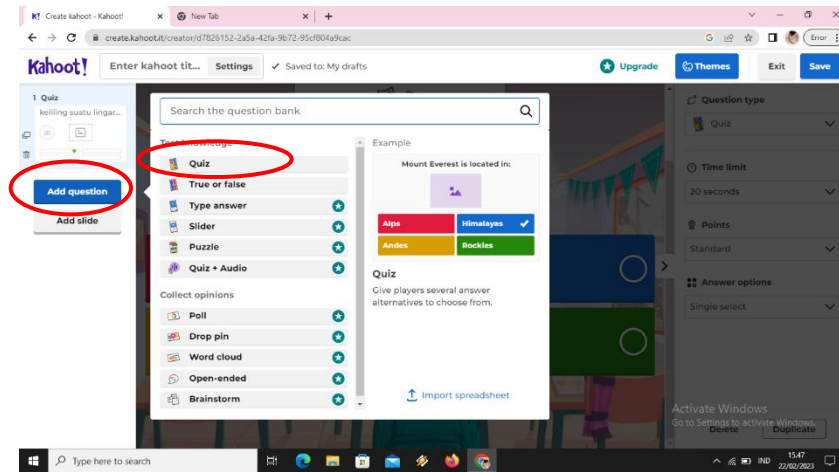 Create kahoot - Kahoot!
New Tab
create.kahoot.it/creator/d7826152-2a5a-42fa-9b72-95cf804a9cac
Error
Kahoot!
Enter kahoot tit...
Settings
Saved to: My drafts
Upgrade
Themes
Exit
Save
1 Quiz
keliling suatu lingar...
20
Add question
Add slide
Search the question bank
Test knowledge
Quiz
True or false
Type answer
Slider
Puzzle
Quiz + Audio
Collect opinions
Poll
Drop pin
Word cloud
Open-ended
Brainstorm
Example
Mount Everest is located in:
Alps
Himalayas
Andes
Rockies
Quiz
Give players several answer
alternatives to choose from.
Import spreadsheet
Question type
Quiz
Time limit
20 seconds
Points
Standard
Answer options
Single select
Activate Windows
Go to Settings to activate Windows.
Delete
Duplicate
Type here to search
IND
15.47
22/02/2023